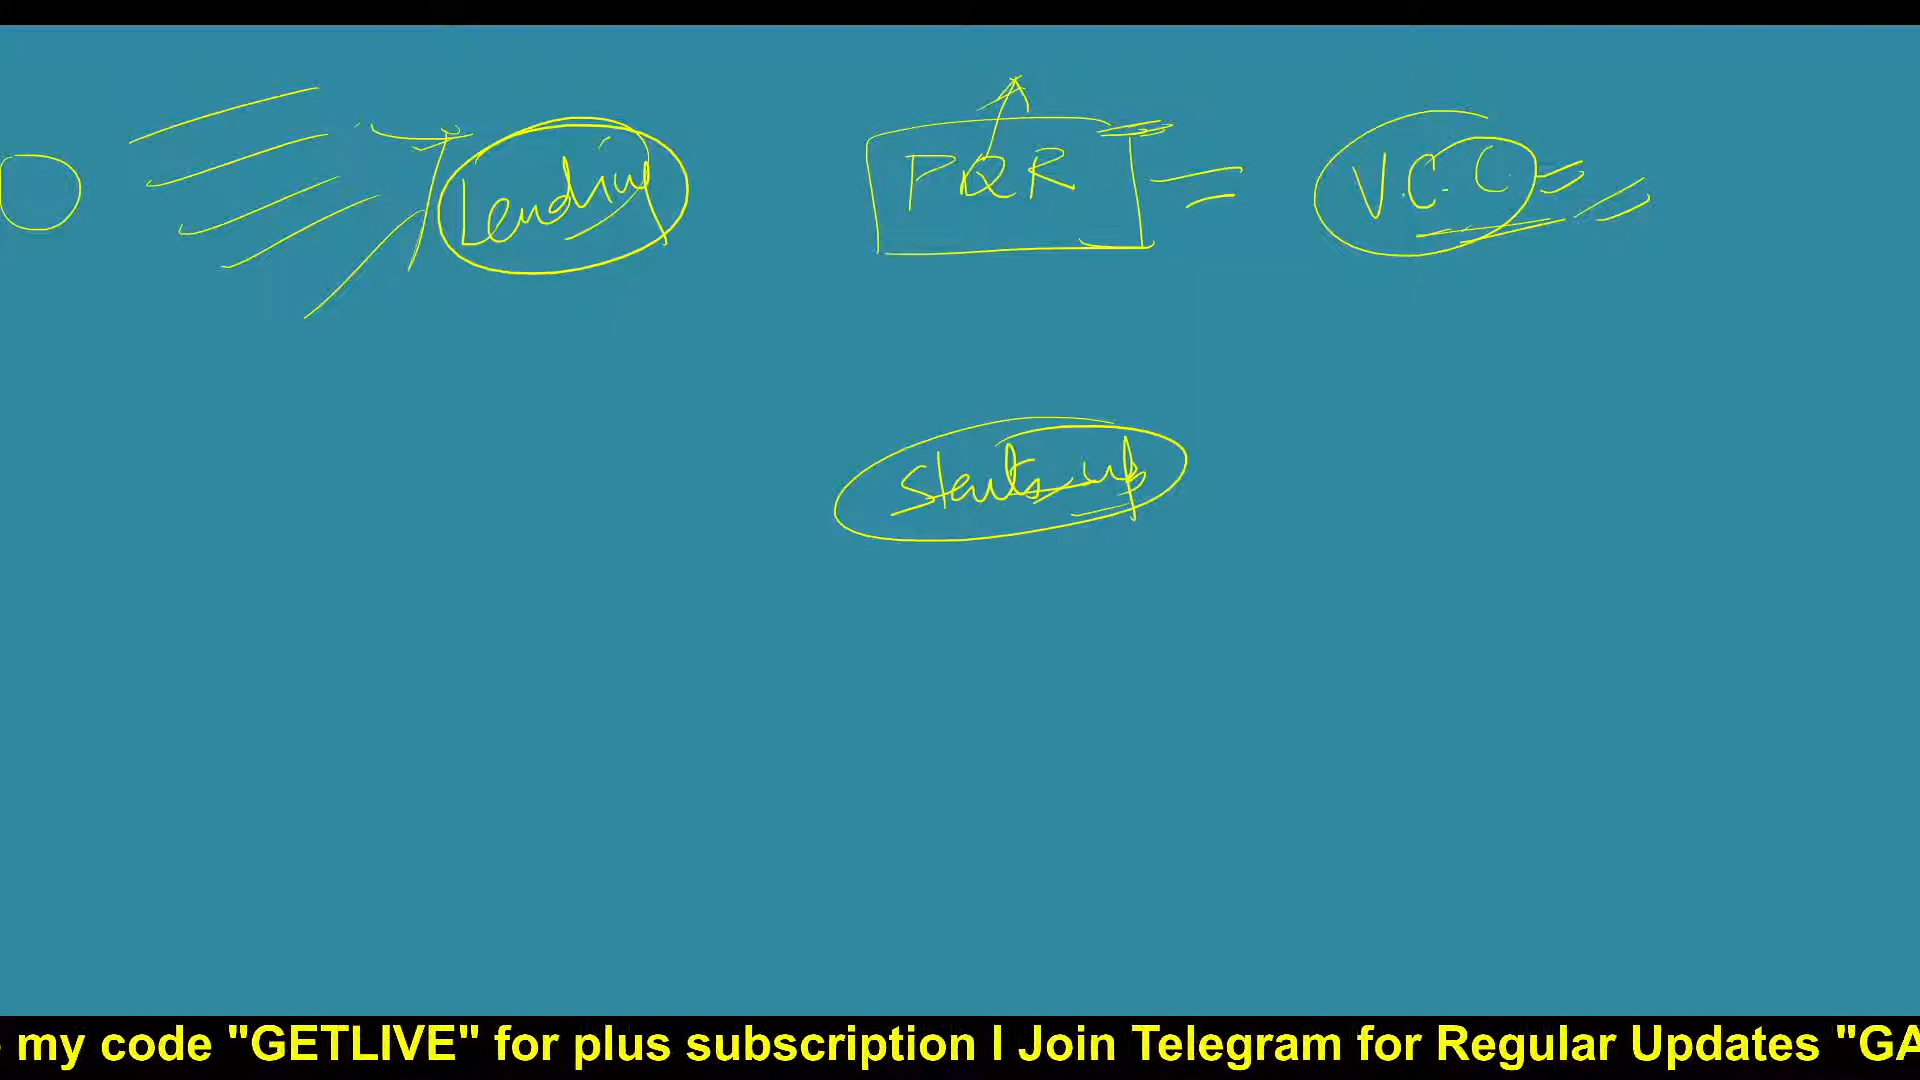 Lending PQR V.C.C
Starts-up
my code "GETLIVE" for plus subscription I Join Telegram for Regular Updates "GA